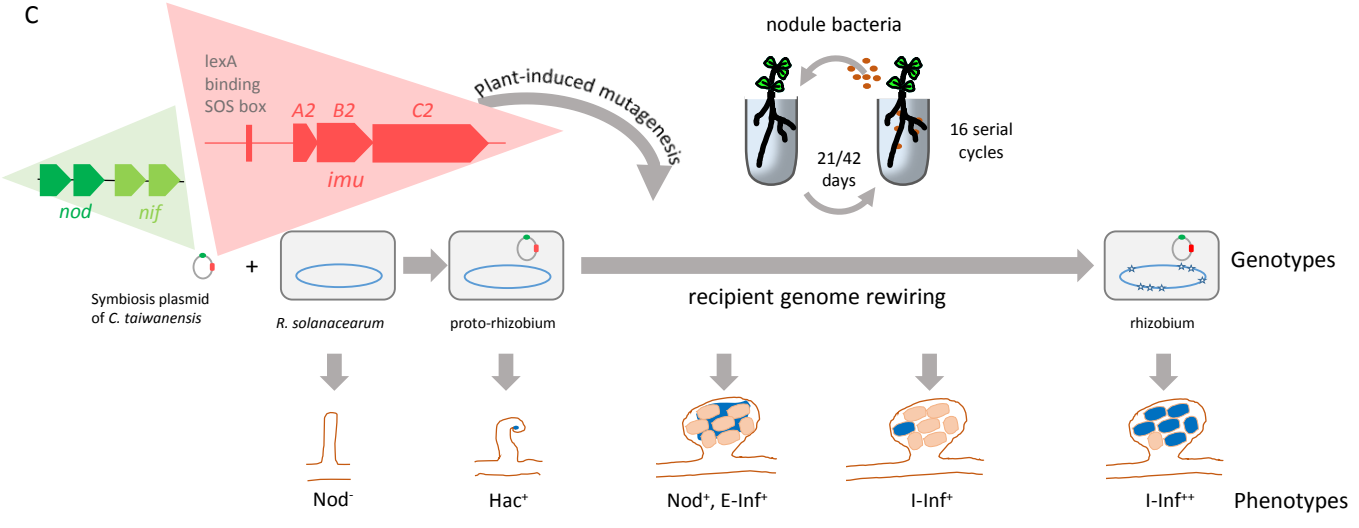 C
nodule bacteria
lexA
binding
SOS box
A2 B2 C2
imu
Plant-induced mutagenesis
16 serial
cycles
21/42
days
nod nif
+
Genotypes
Symbiosis plasmid
of C. taiwanensis
R. solanacearum
proto-rhizobium
recipient genome rewiring
rhizobium
Nod⁻ Hac⁺ Nod⁺, E-Inf⁺ I-Inf⁺ I-Inf⁺⁺ Phenotypes